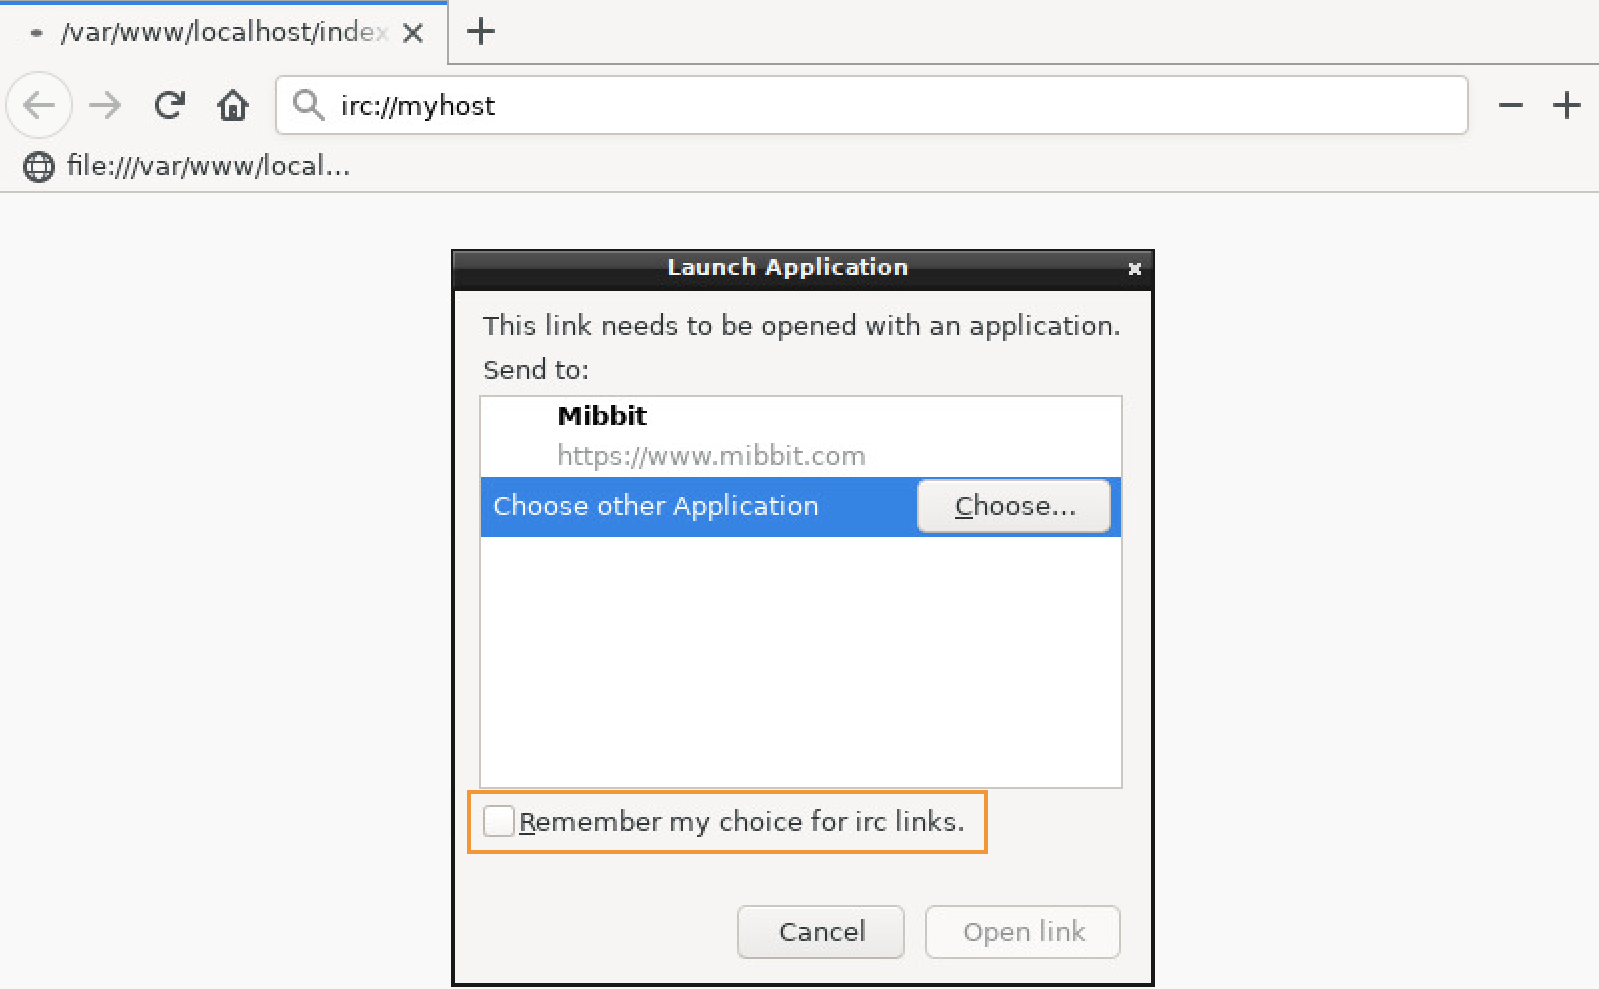 /var/www/localhost/index
irc://myhost
file:///var/www/local...
Launch Application
This link needs to be opened with an application.
Send to:
Mibbit
https://www.mibbit.com
Choose other Application
Choose...
Remember my choice for irc links.
Cancel
Open link